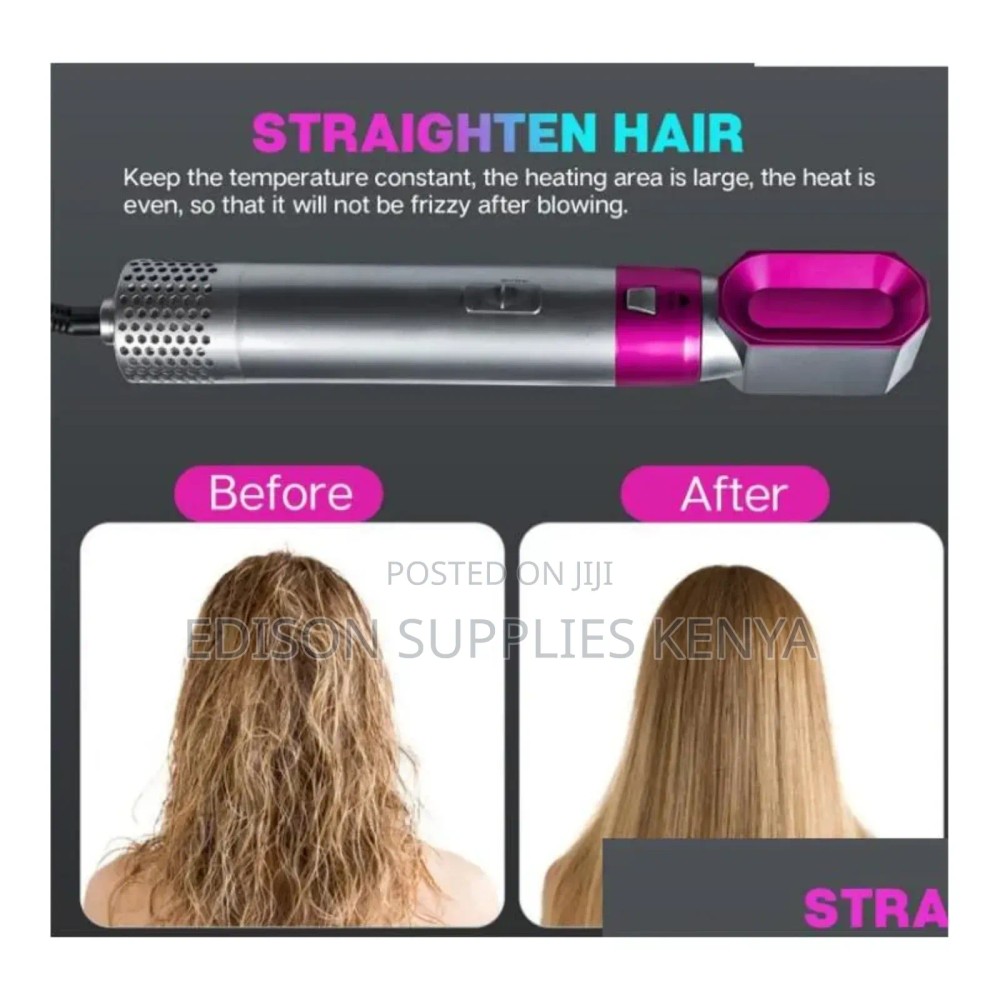 STRAIGHTEN HAIR
Keep the temperature constant, the heating area is large, the heat is
even, so that it will not be frizzy after blowing.
Before
After
POSTED ON JIJI
EDISON SUPPLIES KENYA
STRA